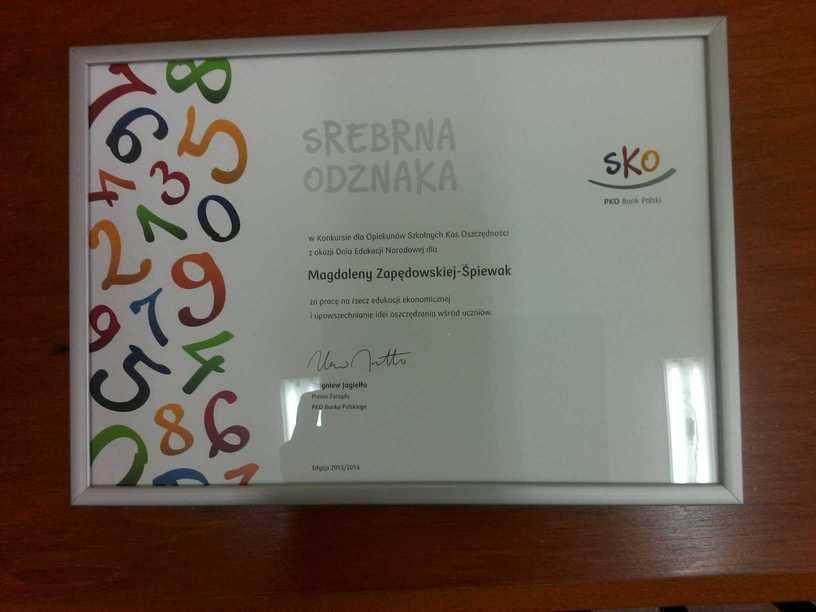 SREBRNA
ODZNAKA
sKO
PKO Bank Polski
w Konkursie dla Opiekunów Szkolnych Kas Oszczędności
z okazji Dnia Edukacji Narodowej dla
Magdaleny Zapędowskiej-Śpiewak
za pracę na rzecz edukacji ekonomicznej
i upowszechnianie idei oszczędzania wśród uczniów.
Jagiełło
Prezes Zarządu
PKO Banku Polskiego
Edycja 2013/2014